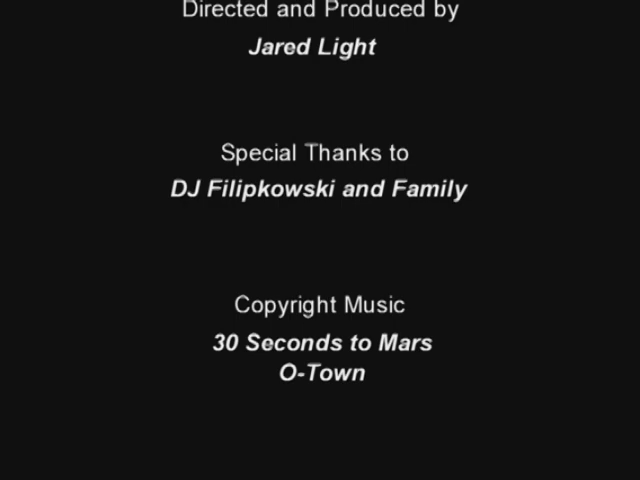 Directed and Produced by
Jared Light
Special Thanks to
DJ Filipkowski and Family
Copyright Music
30 Seconds to Mars
O-Town